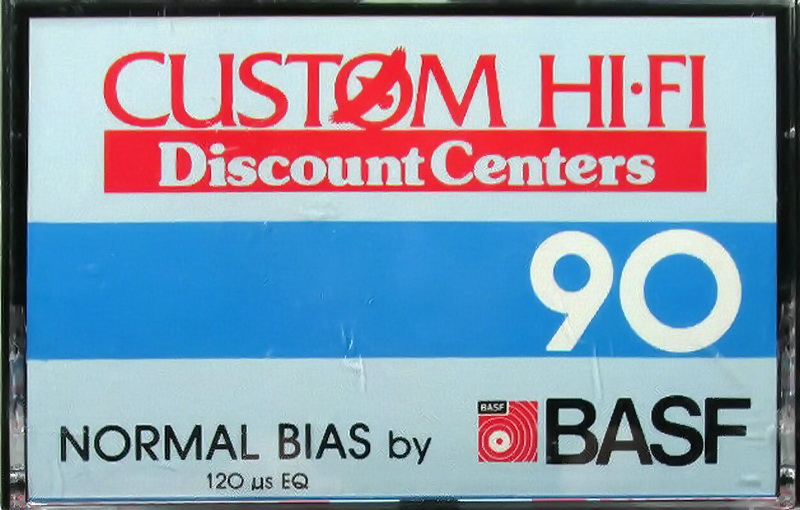 CUSTOM HI•FI
Discount Centers
90
BASF
NORMAL BIAS by BASF
120 µs EQ